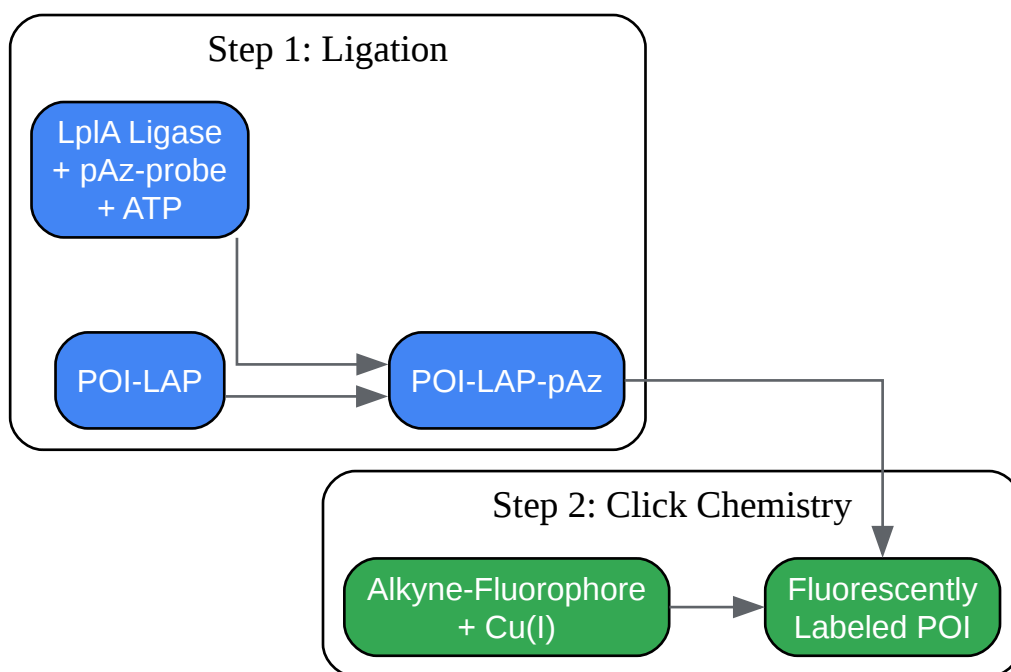 Step 1: Ligation
LplA Ligase
+ pAz-probe
+ ATP
POI-LAP
POI-LAP-pAz
Step 2: Click Chemistry
Alkyne-Fluorophore
+ Cu(I)
Fluorescently
Labeled POI